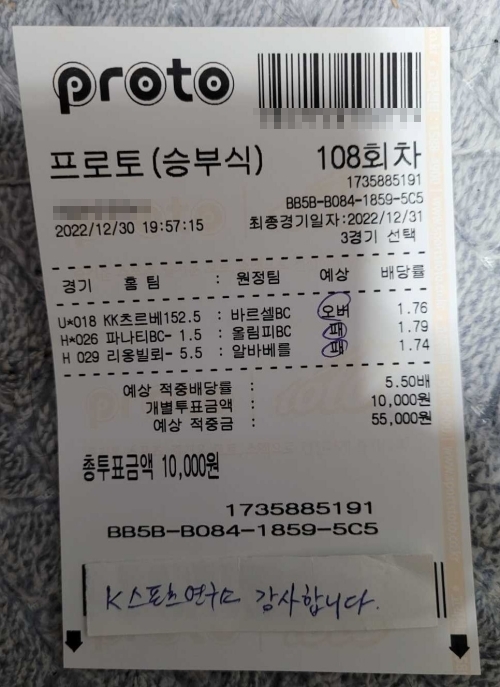 proto
프로토(승부식) 108회차
1735885191
BB5B-B084-1859-5C5
2022/12/30 19:57:15 최종경기일자:2022/12/31
3경기 선택
경기 홈팀 : 원정팀 예상 배당률
U*018 KK츠르베152.5 : 바르셀BC 오버 1.76
H*026 파나티BC- 1.5 : 올림피BC 패 1.79
H 029 리옹빌뢰- 5.5 : 알바베를 패 1.74
예상 적중배당률 : 5.50배
개별투표금액 : 10,000원
예상 적중금 : 55,000원
총투표금액 10,000원
1735885191
BB5B-B084-1859-5C5
K스포츠연구소 감사합니다.